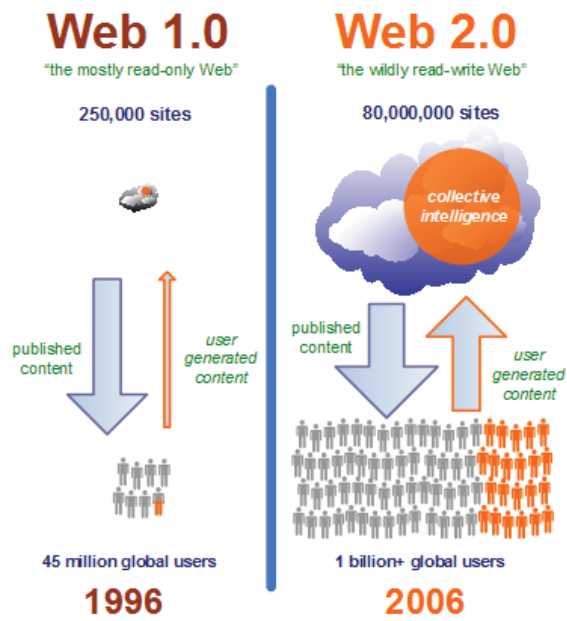 Web 1.0
"the mostly read-only Web"
250,000 sites
published
content
user
generated
content
45 million global users
1996
Web 2.0
"the wildly read-write Web"
80,000,000 sites
collective
intelligence
published
content
user
generated
content
1 billion+ global users
2006